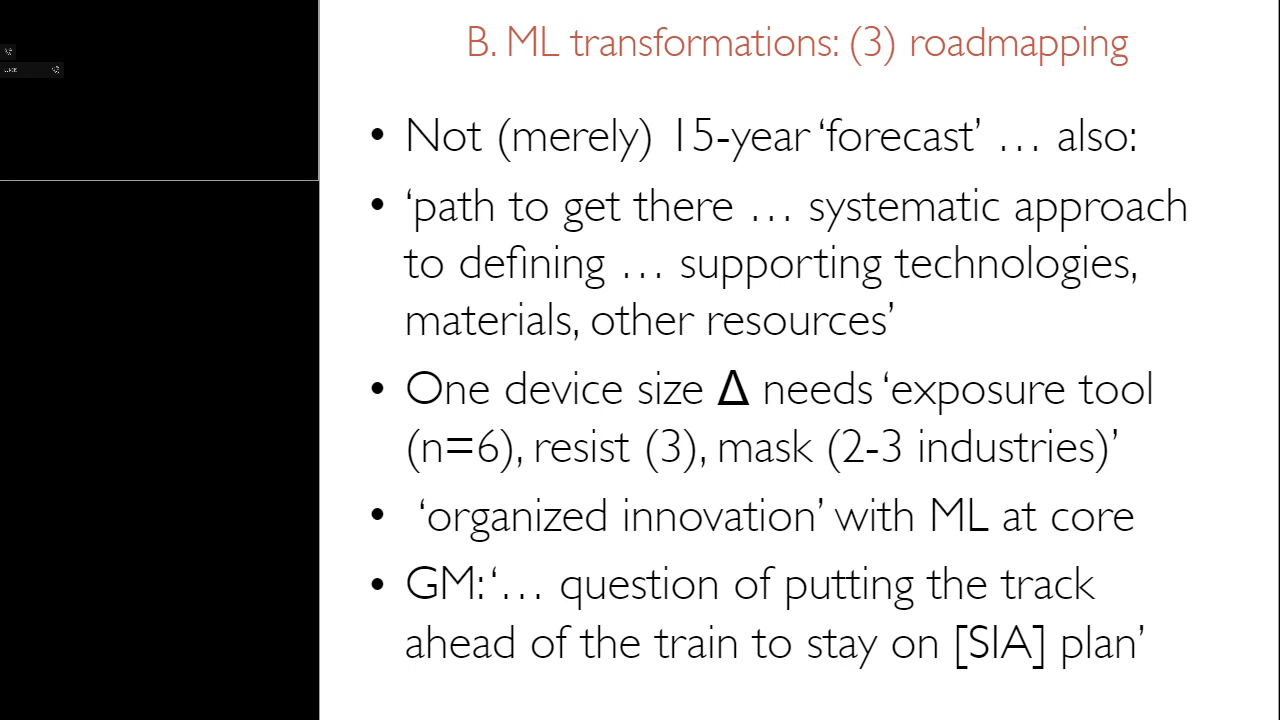 B. ML transformations: (3) roadmapping
• Not (merely) 15-year ‘forecast’ … also:
• ‘path to get there … systematic approach
to defining … supporting technologies,
materials, other resources’
• One device size Δ needs ‘exposure tool
(n=6), resist (3), mask (2-3 industries)’
• ‘organized innovation’ with ML at core
• GM: ‘… question of putting the track
ahead of the train to stay on [SIA] plan’